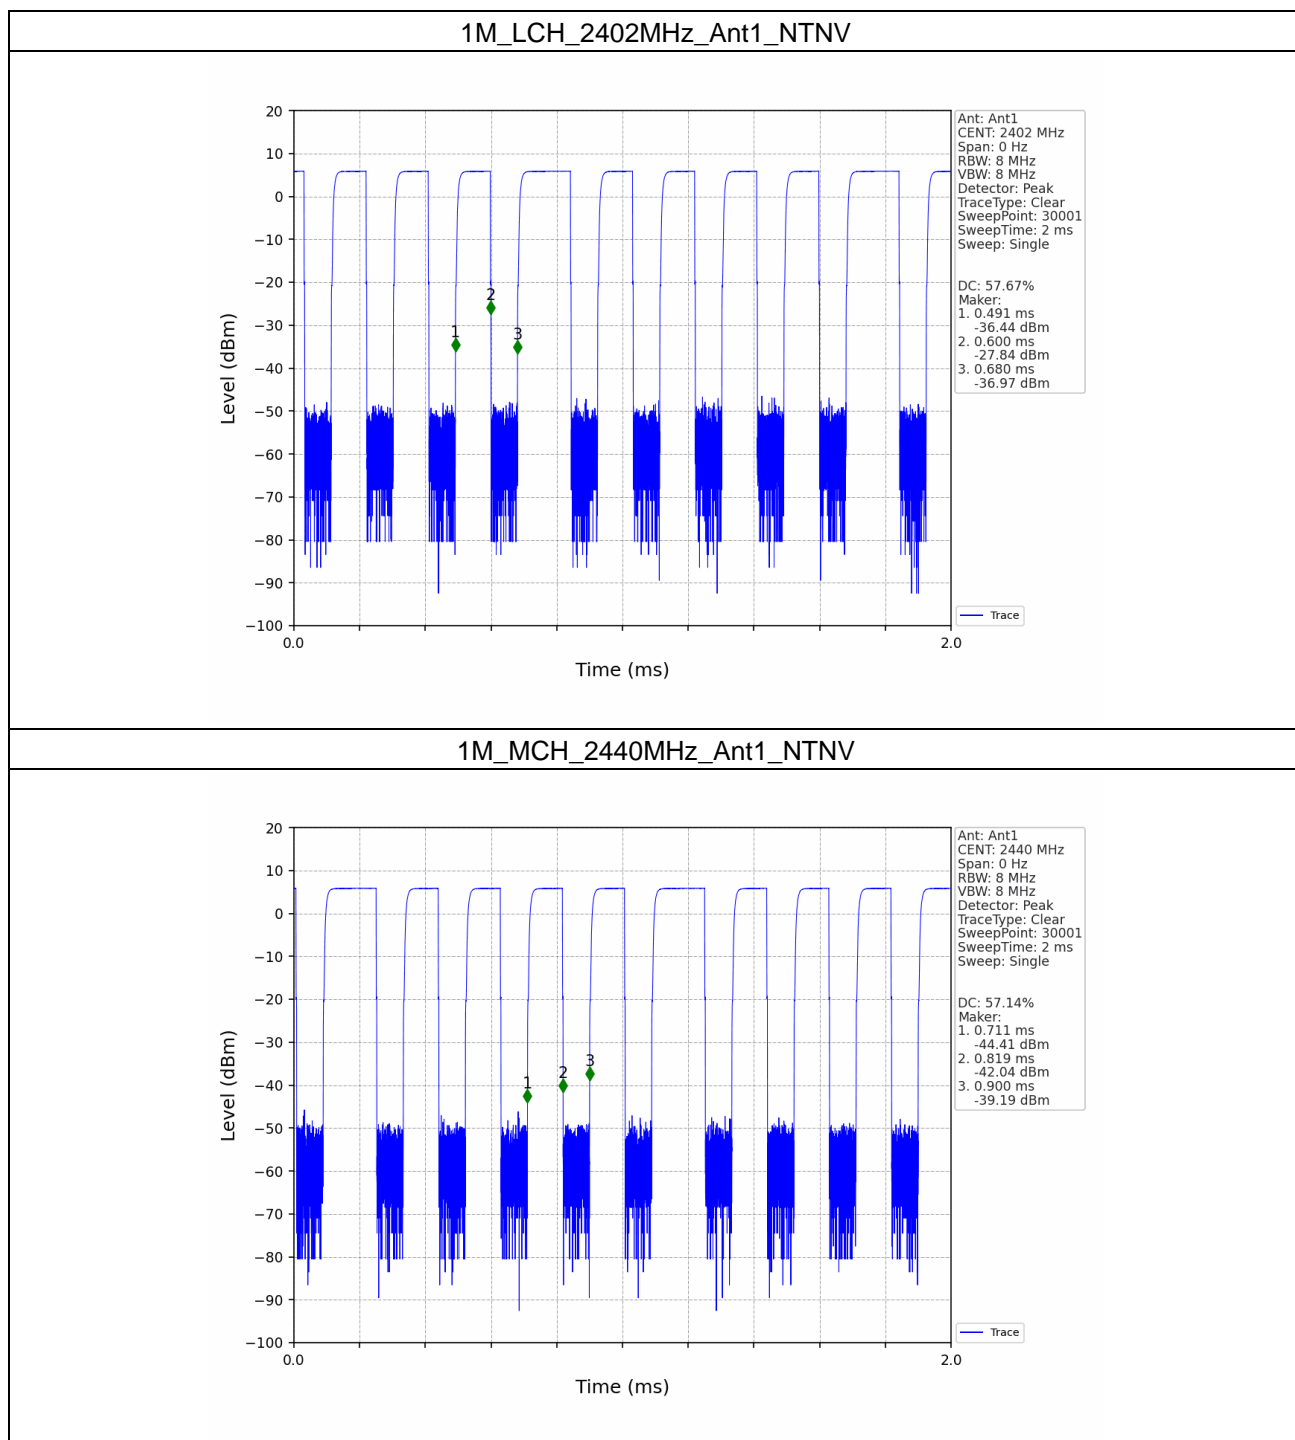 1M_LCH_2402MHz_Ant1_NTNV
20
10
0
−10
−20
−30
−40
−50
−60
−70
−80
−90
−100
Level (dBm)
1
2
3
0.0
2.0
Time (ms)
Ant: Ant1
CENT: 2402 MHz
Span: 0 Hz
RBW: 8 MHz
VBW: 8 MHz
Detector: Peak
TraceType: Clear
SweepPoint: 30001
SweepTime: 2 ms
Sweep: Single
DC: 57.67%
Maker:
1. 0.491 ms
-36.44 dBm
2. 0.600 ms
-27.84 dBm
3. 0.680 ms
-36.97 dBm
Trace
1M_MCH_2440MHz_Ant1_NTNV
20
10
0
−10
−20
−30
−40
−50
−60
−70
−80
−90
−100
Level (dBm)
1
2
3
0.0
2.0
Time (ms)
Ant: Ant1
CENT: 2440 MHz
Span: 0 Hz
RBW: 8 MHz
VBW: 8 MHz
Detector: Peak
TraceType: Clear
SweepPoint: 30001
SweepTime: 2 ms
Sweep: Single
DC: 57.14%
Maker:
1. 0.711 ms
-44.41 dBm
2. 0.819 ms
-42.04 dBm
3. 0.900 ms
-39.19 dBm
Trace